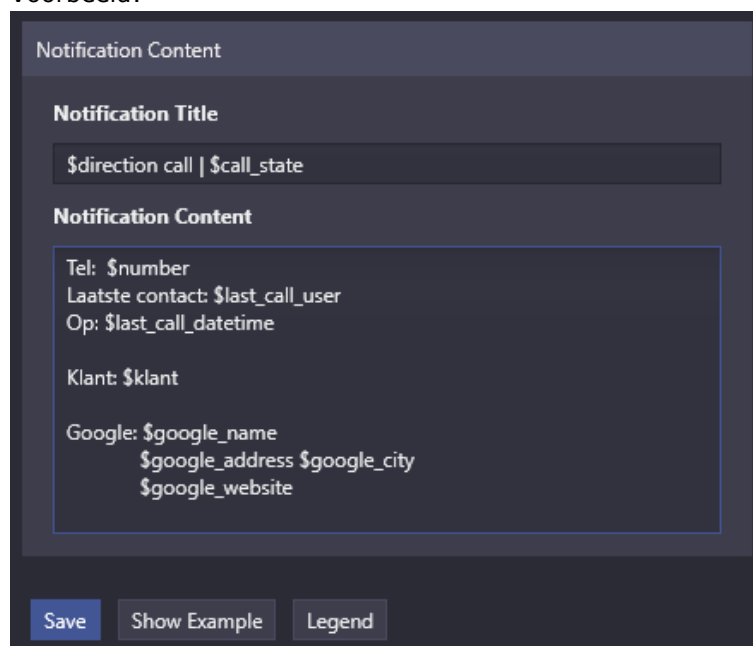 Notification Content
Notification Title
$direction call | $call_state
Notification Content
Tel:  $number
Laatste contact: $last_call_user
Op: $last_call_datetime
Klant: $klant
Google: $google_name
$google_address $google_city
$google_website
Save Show Example Legend